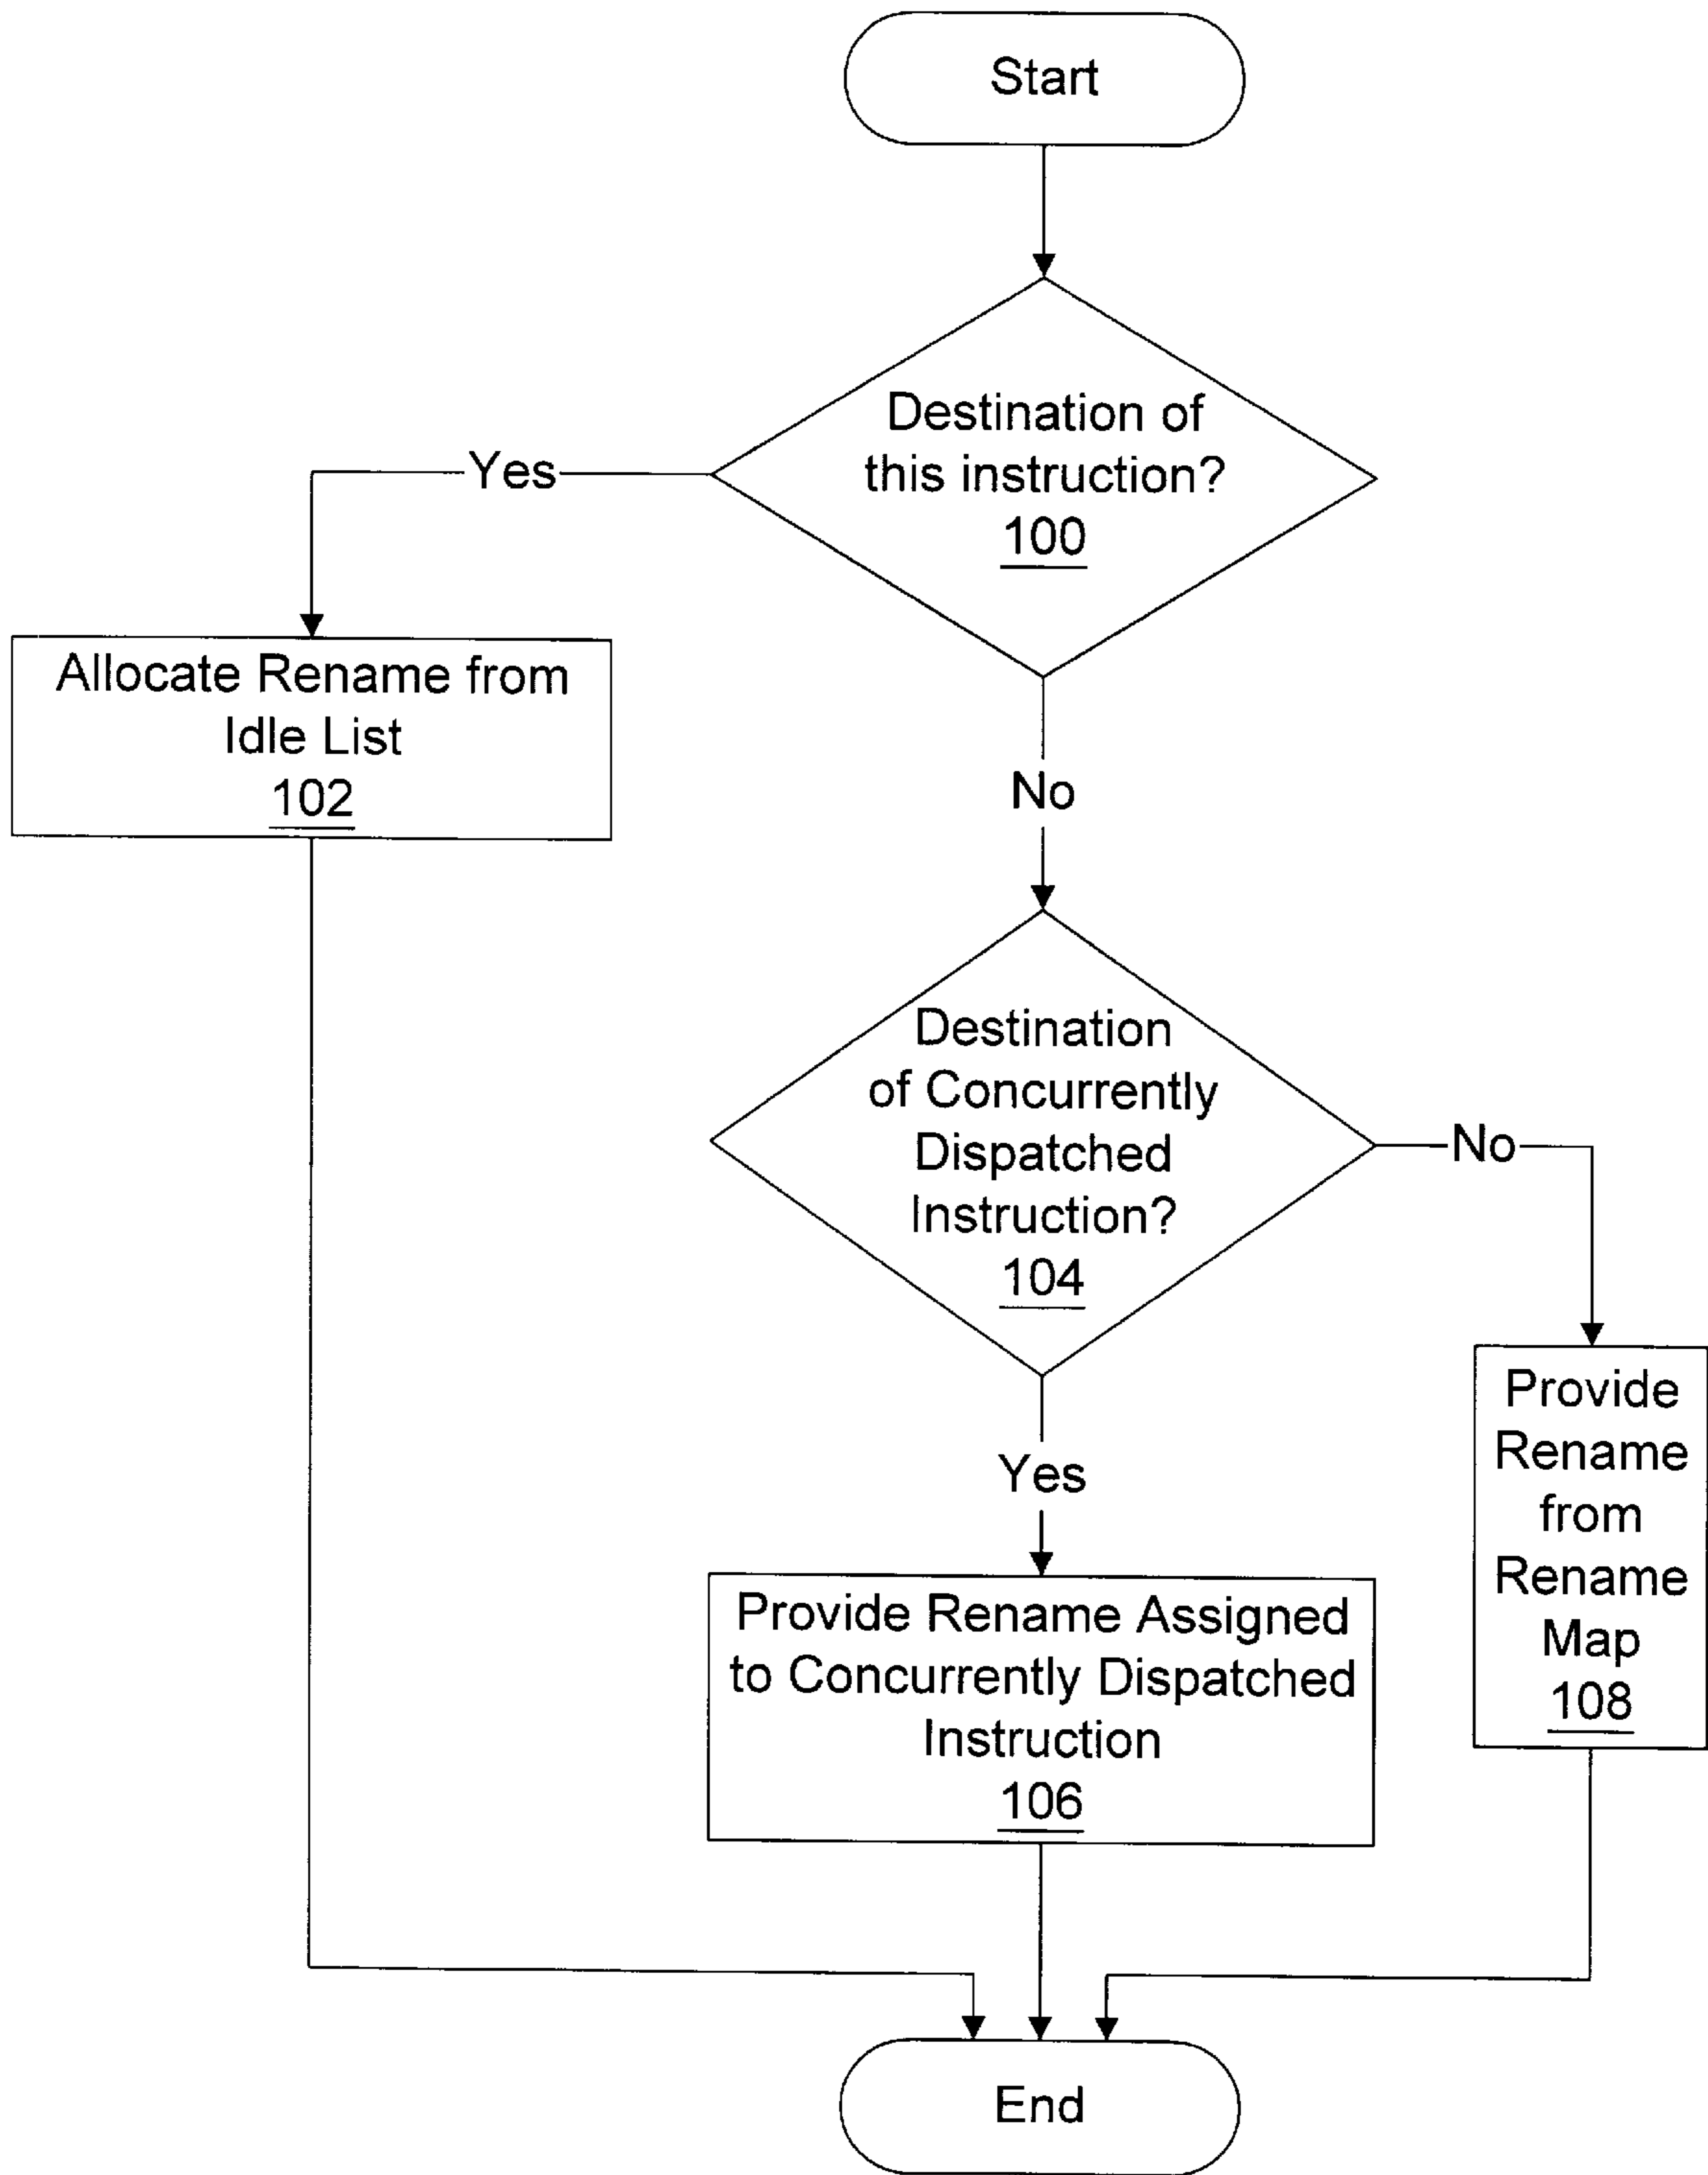 Start
Destination of
this instruction?
100
Yes
Allocate Rename from
Idle List
102
No
Destination
of Concurrently
Dispatched
Instruction?
104
No
Yes
Provide
Rename
from
Rename
Map
108
Provide Rename Assigned
to Concurrently Dispatched
Instruction
106
End